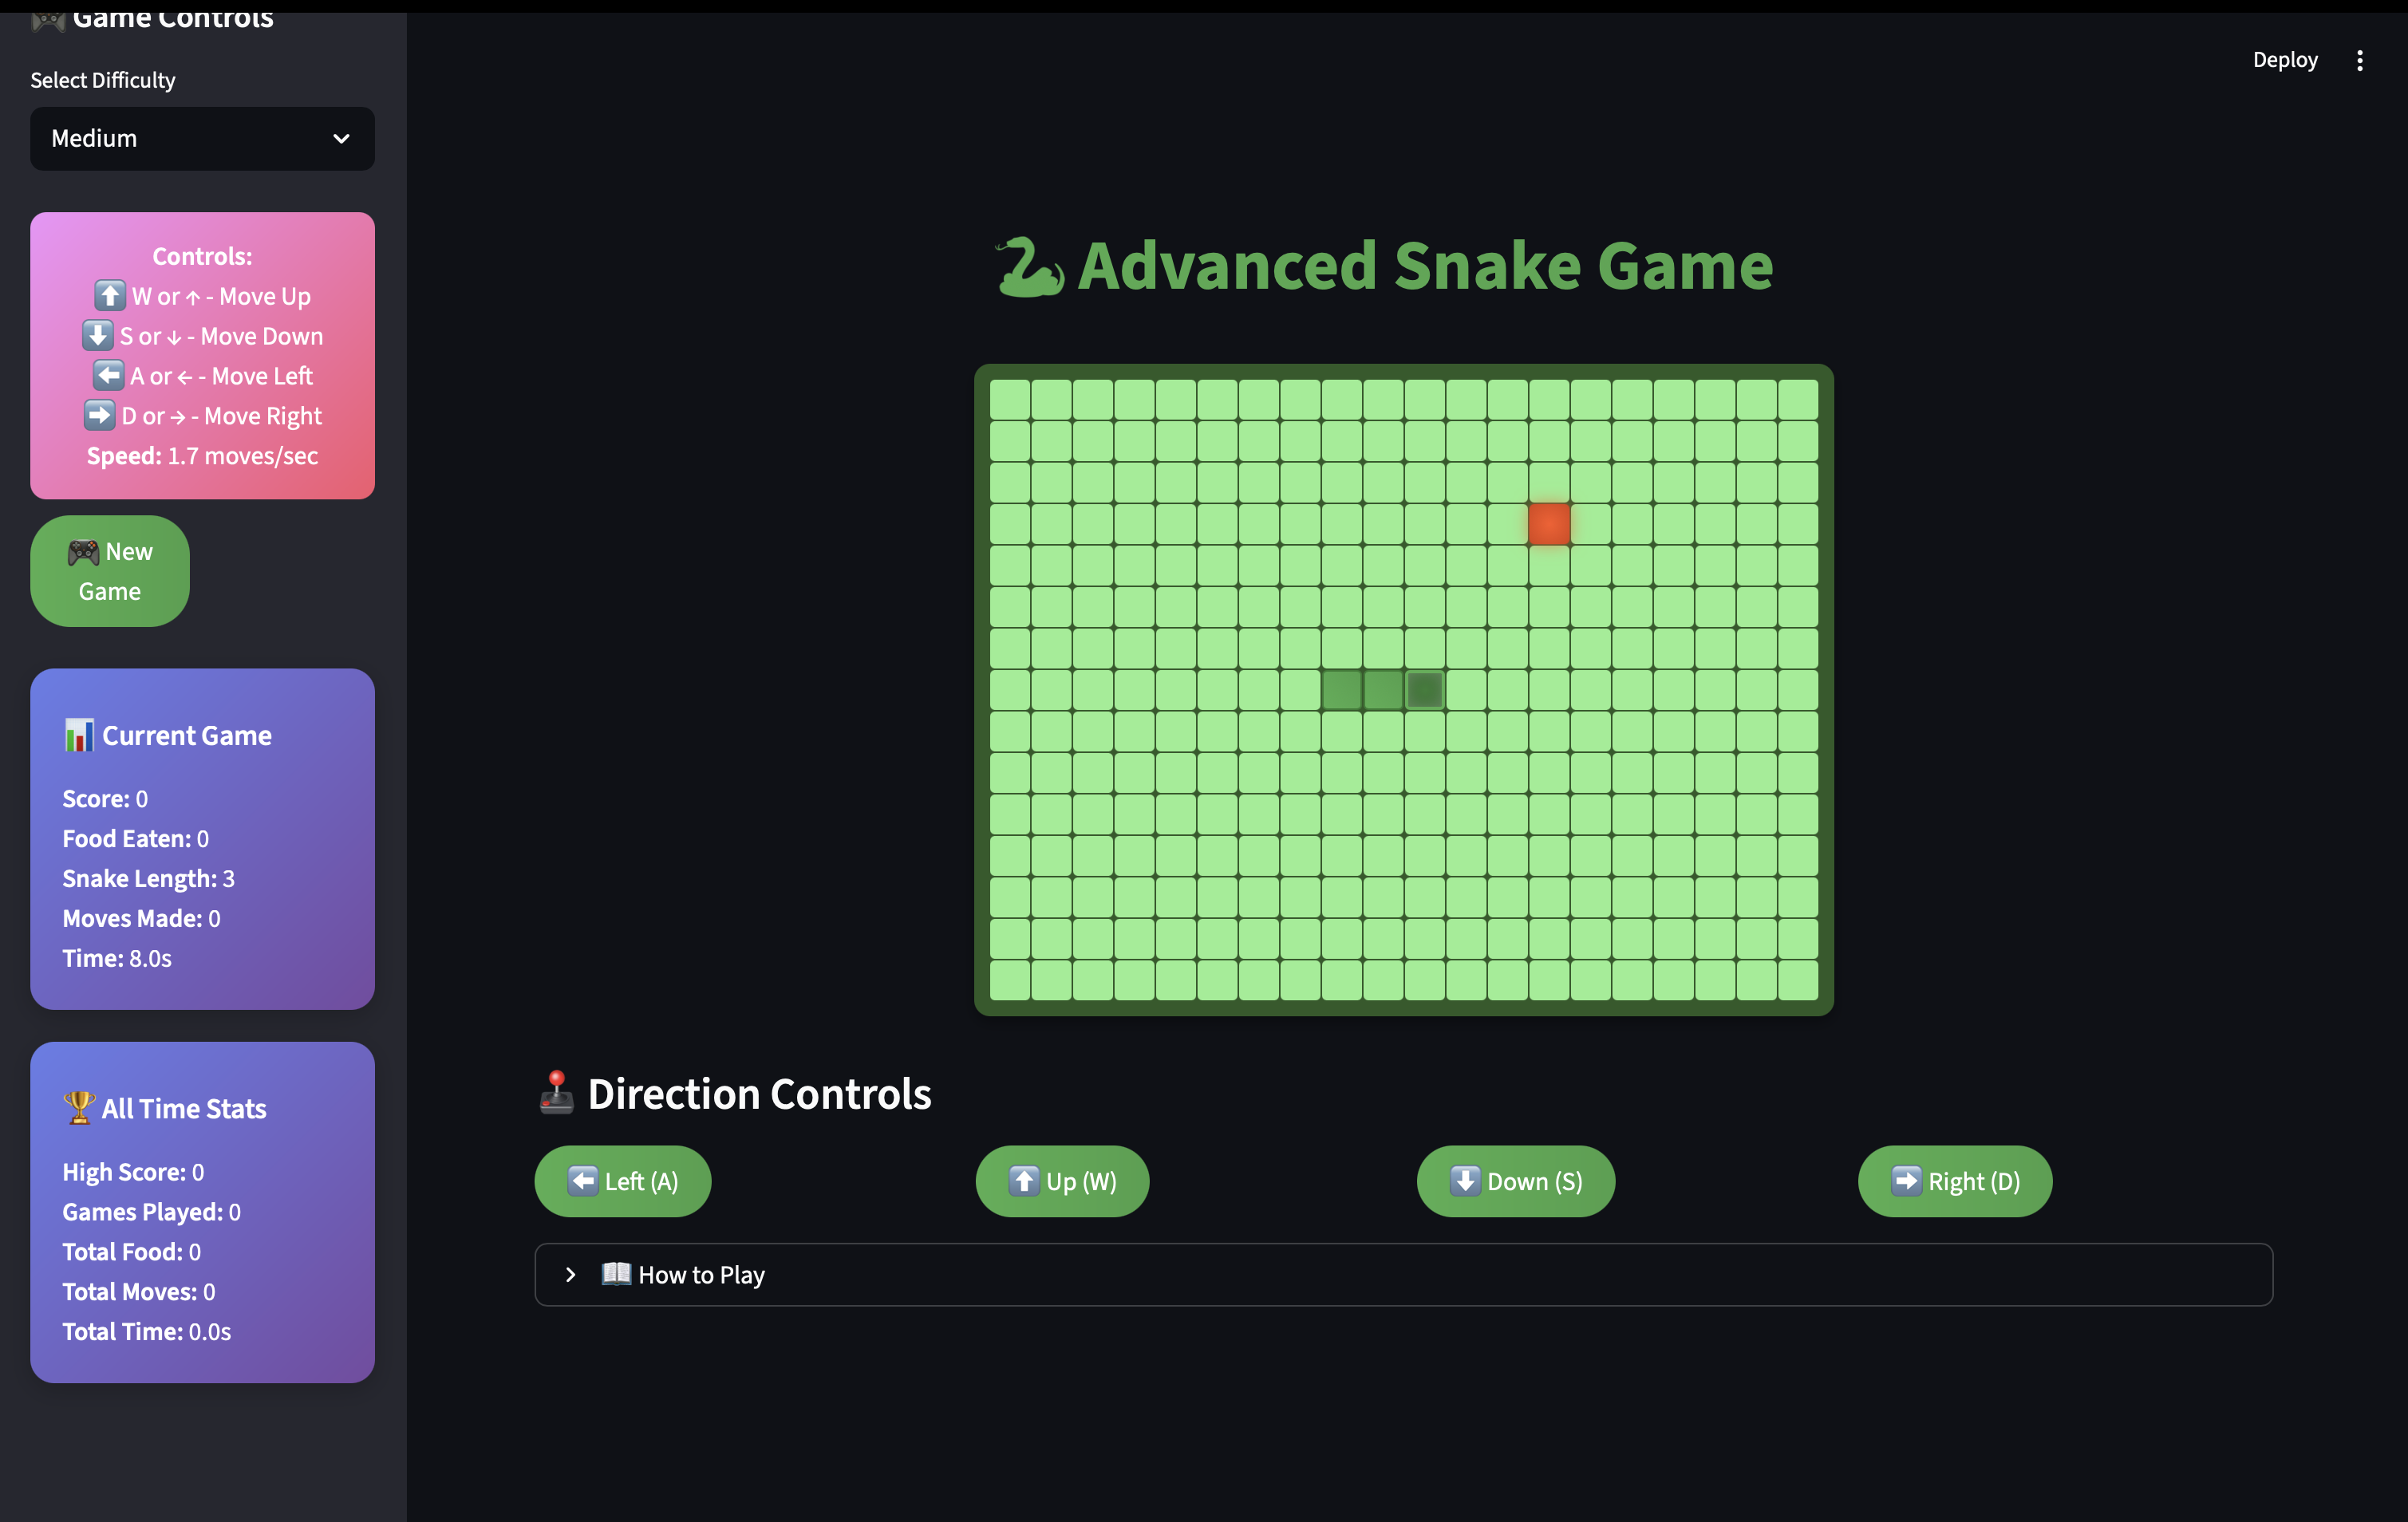 Game Controls
Select Difficulty
Medium
Controls:
W or ↑ - Move Up
S or ↓ - Move Down
A or ← - Move Left
D or → - Move Right
Speed: 1.7 moves/sec
New
Game
Current Game
Score: 0
Food Eaten: 0
Snake Length: 3
Moves Made: 0
Time: 8.0s
All Time Stats
High Score: 0
Games Played: 0
Total Food: 0
Total Moves: 0
Total Time: 0.0s
Deploy
Advanced Snake Game
Direction Controls
Left (A)
Up (W)
Down (S)
Right (D)
How to Play